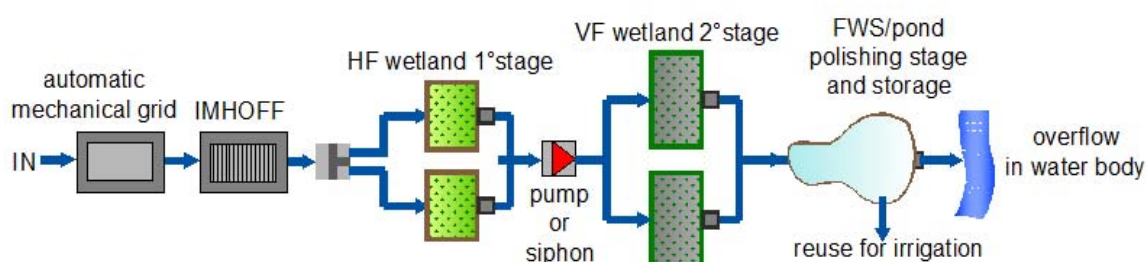 IN
automatic
mechanical grid
IMHOFF
HF wetland 1°stage
pump
or
siphon
VF wetland 2°stage
FWS/pond
polishing stage
and storage
reuse for irrigation
overflow
in water body